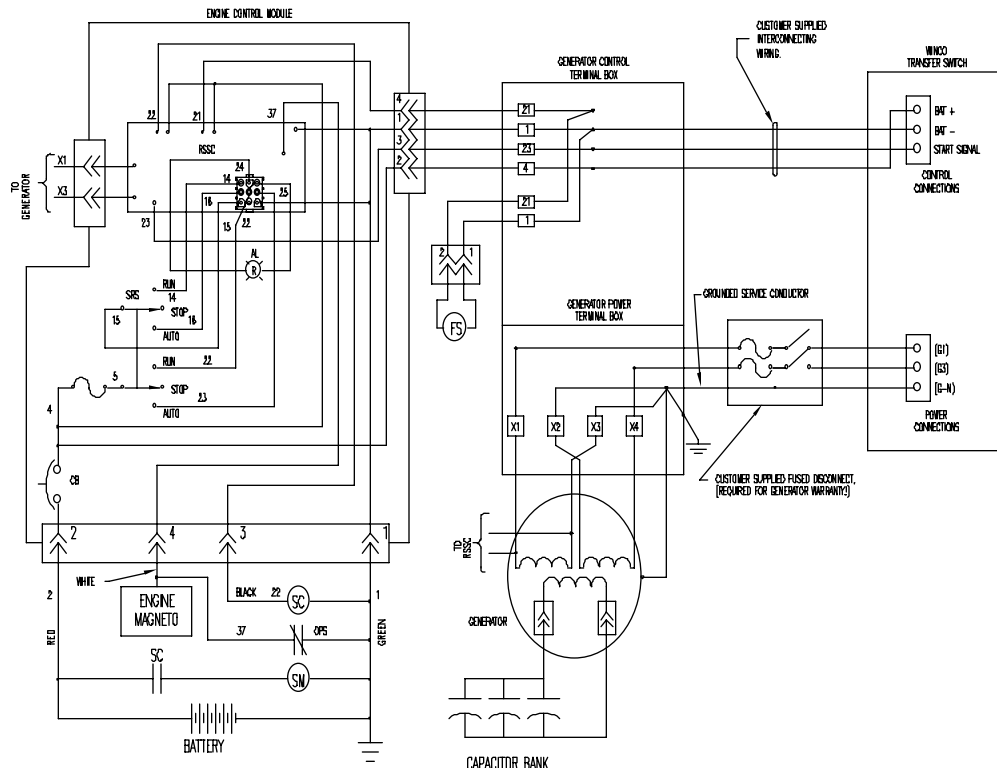 ENGINE CONTROL MODULE
CUSTOMER SUPPLIED
INTERCONNECTING
WIRING.
WINCO
TRANSFER SWITCH
GENERATOR CONTROL
TERMINAL BOX
22
21
37
RSSC
4
1
3
2
21
1
23
4
BAT +
BAT -
START SIGNAL
CONTROL
CONNECTIONS
X1
X3
TO
GENERATOR
24
14
25
16
15
22
23
21
1
2
1
FS
AL
R
RUN
14
SRS
STOP
15
16
AUTO
RUN
22
5
STOP
23
AUTO
4
CB
GENERATOR POWER
TERMINAL BOX
GROUNDED SERVICE CONDUCTOR
(G1)
(G3)
(G-N)
POWER
CONNECTIONS
X1
X2
X3
X4
CUSTOMER SUPPLIED FUSED DISCONNECT,
(REQUIRED FOR GENERATOR WARRANTY!)
2
4
3
1
TO
RSSC
WHITE
2
RED
ENGINE
MAGNETO
BLACK
22
SC
1
GREEN
37
OPS
SC
SM
GENERATOR
BATTERY
CAPACITOR BANK